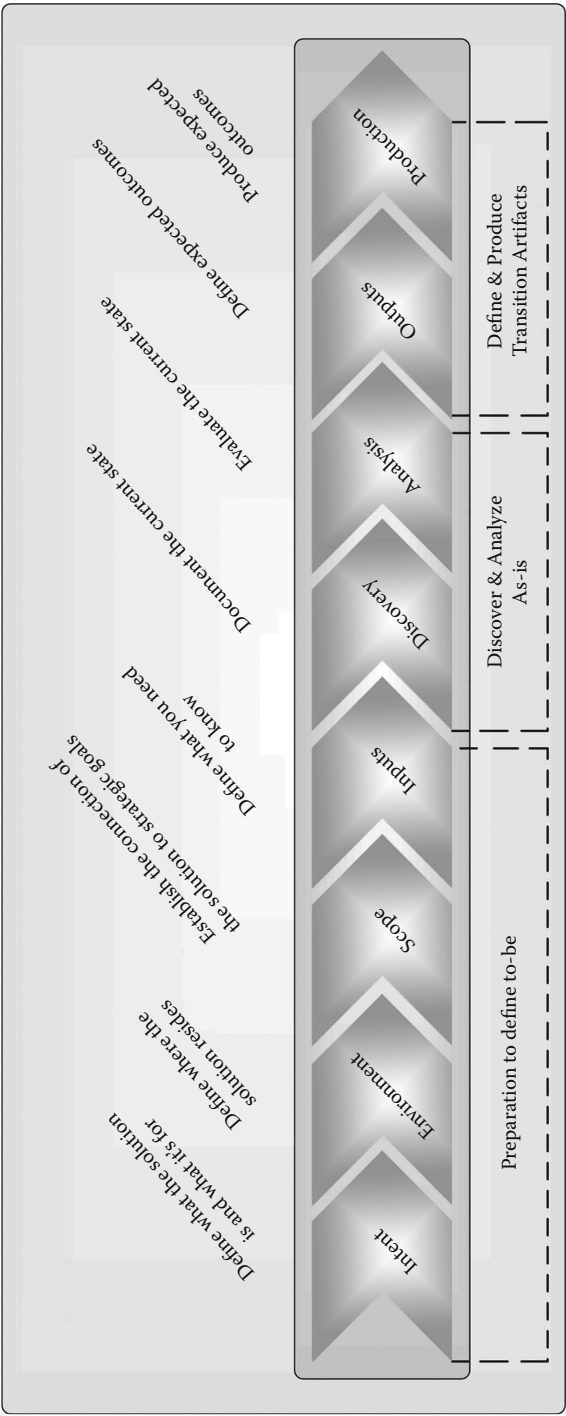 Define what the solution
is and what it's for
Define where the
solution resides
Establish the connection of
the solution to strategic goals
Define what you need
to know
Document the current state
Evaluate the current state
Define expected outcomes
Produce expected
outcomes
Intent
Environment
Scope
Inputs
Discovery
Analysis
Outputs
Production
Preparation to define to-be
Discover & Analyze
As-is
Define & Produce
Transition Artifacts